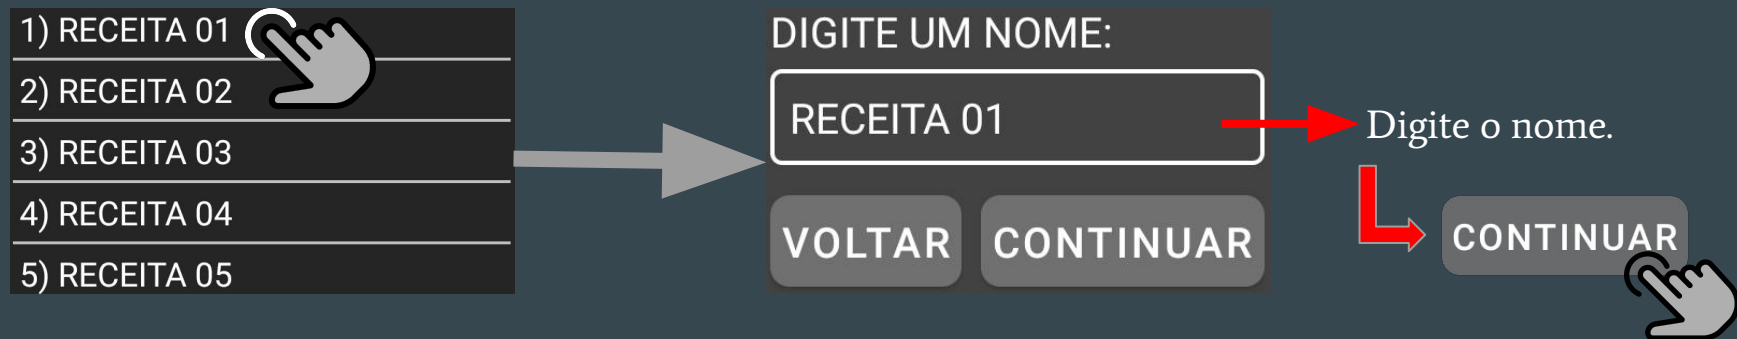 1) RECEITA 01
2) RECEITA 02
3) RECEITA 03
4) RECEITA 04
5) RECEITA 05
DIGITE UM NOME:
RECEITA 01
VOLTAR
CONTINUAR
Digite o nome.
CONTINUAR